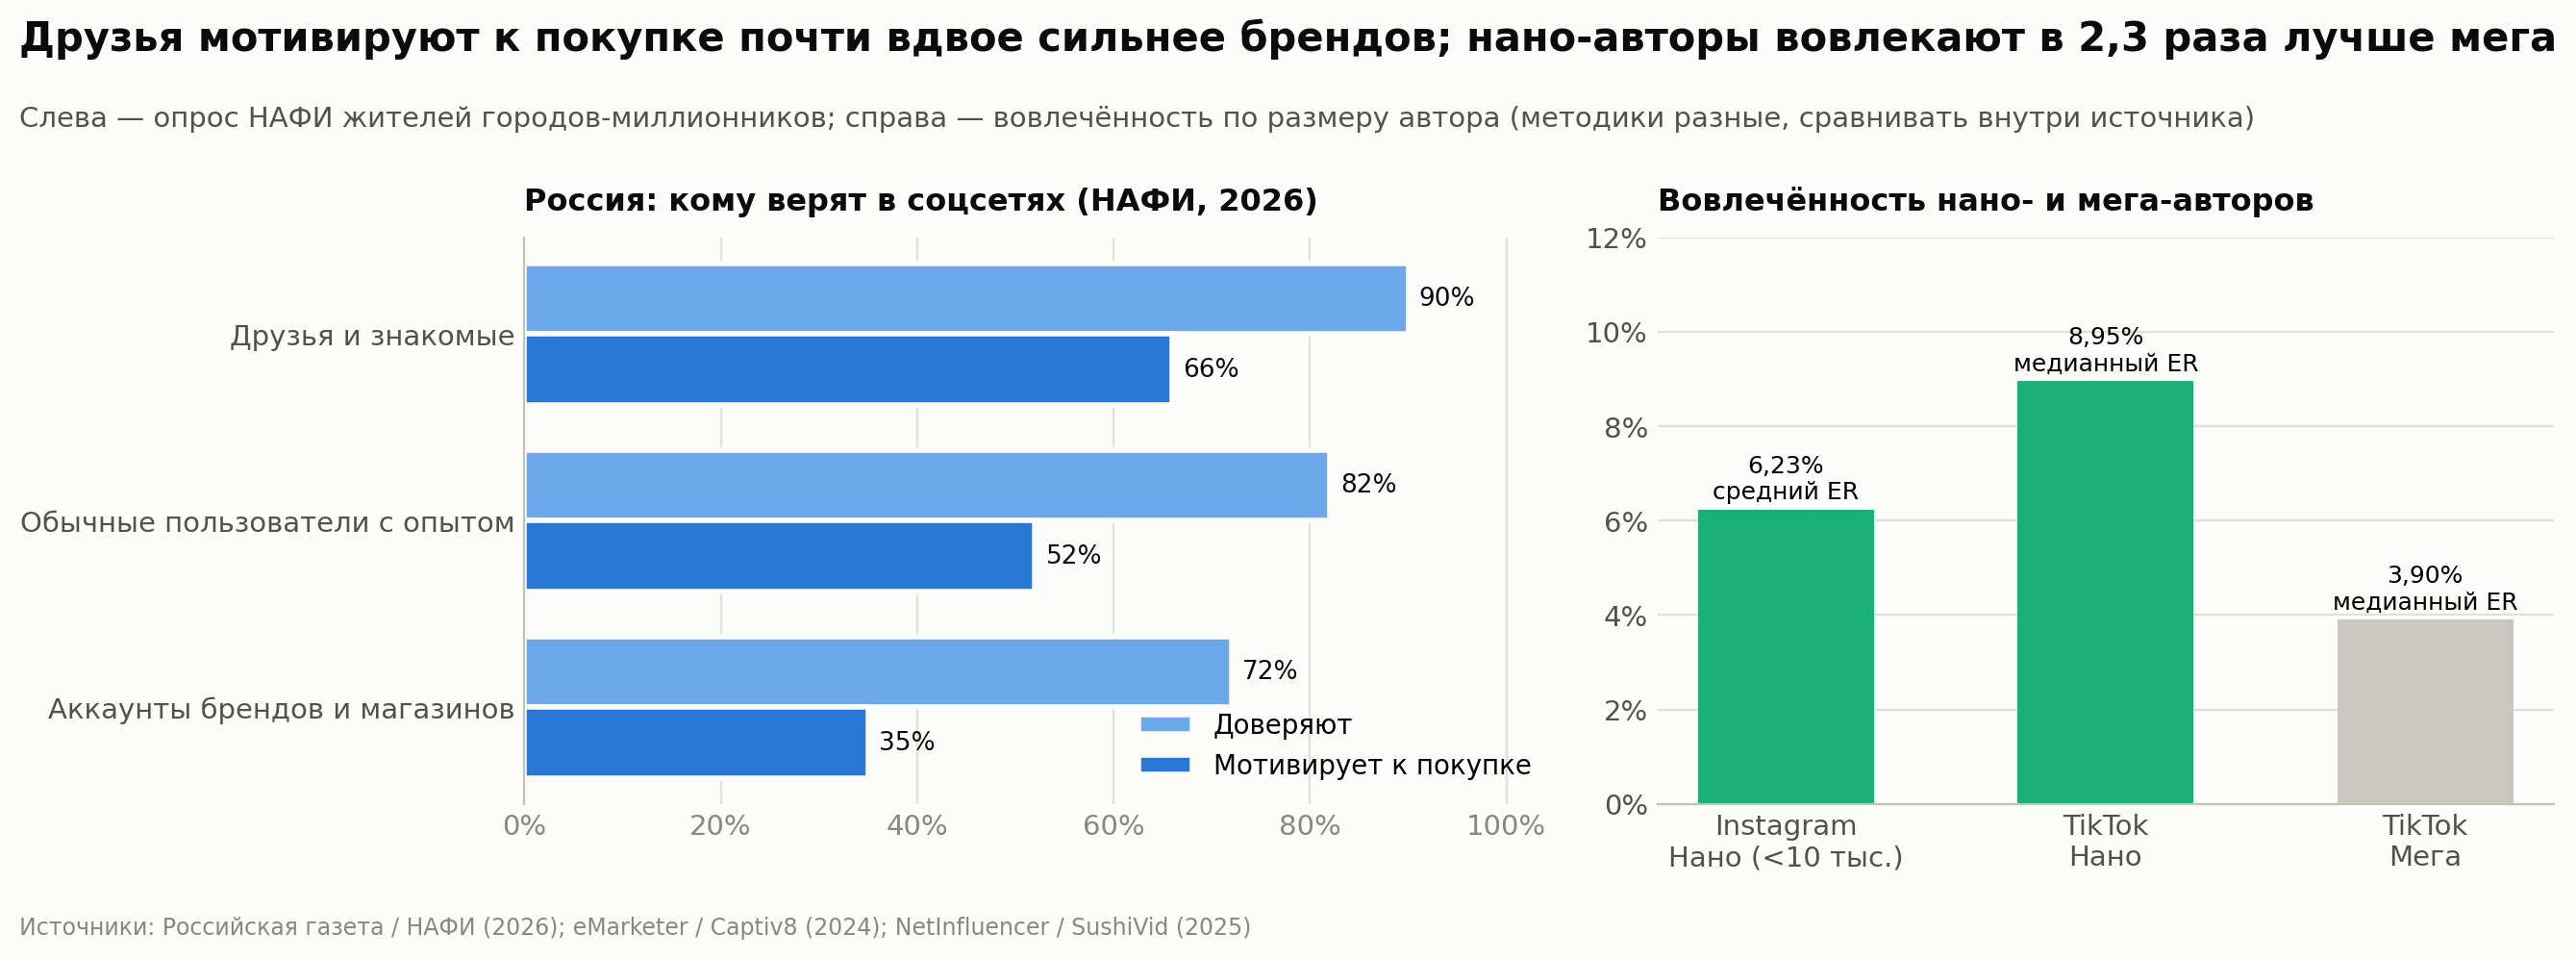 Друзья мотивируют к покупке почти вдвое сильнее брендов; нано-авторы вовлекают в 2,3 раза лучше мега
Слева — опрос НАФИ жителей городов-миллионников; справа — вовлечённость по размеру автора (методики разные, сравнивать внутри источника)
Россия: кому верят в соцсетях (НАФИ, 2026)
Друзья и знакомые
90%
66%
Обычные пользователи с опытом
82%
52%
Аккаунты брендов и магазинов
72%
35%
Доверяют
Мотивирует к покупке
0% 20% 40% 60% 80% 100%
Вовлечённость нано- и мега-авторов
12%
10%
8%
6%
4%
2%
0%
6,23%
средний ER
8,95%
медианный ER
3,90%
медианный ER
Instagram
Нано (<10 тыс.)
TikTok
Нано
TikTok
Мега
Источники: Российская газета / НАФИ (2026); eMarketer / Captiv8 (2024); NetInfluencer / SushiVid (2025)